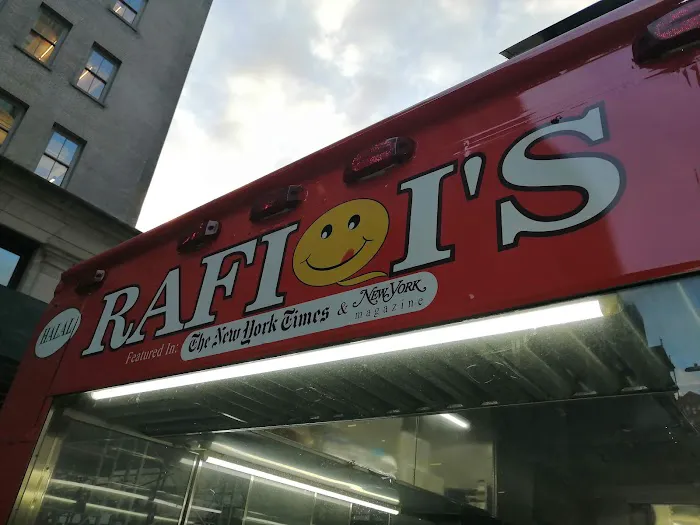 HALAL
RAFIQI'S
Featured In: The New York Times & New York magazine